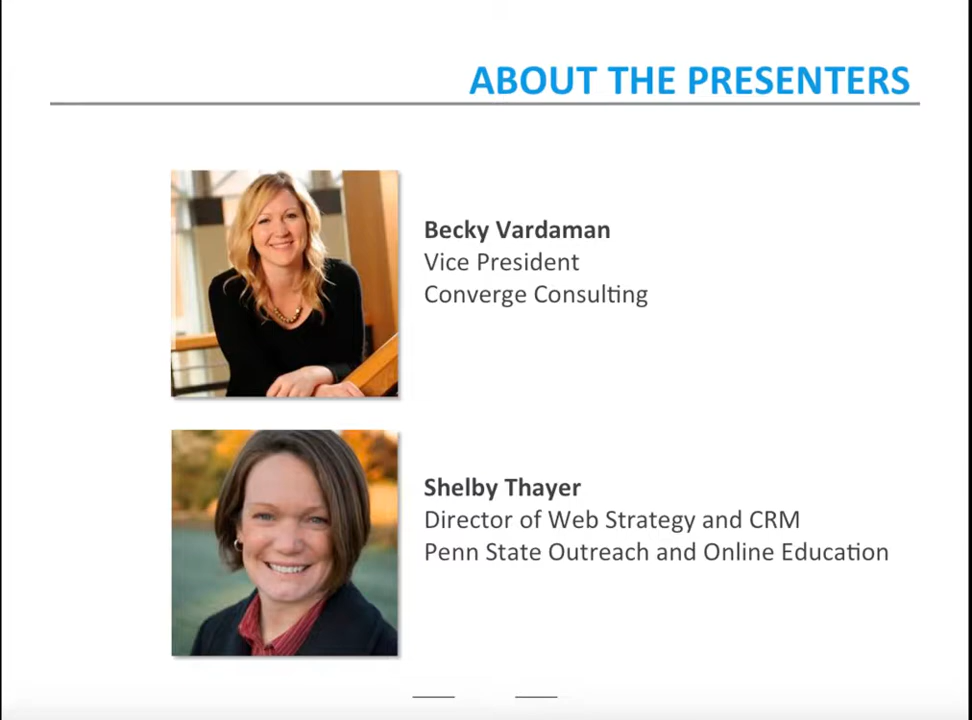 ABOUT THE PRESENTERS
Becky Vardaman
Vice President
Converge Consulting
Shelby Thayer
Director of Web Strategy and CRM
Penn State Outreach and Online Education